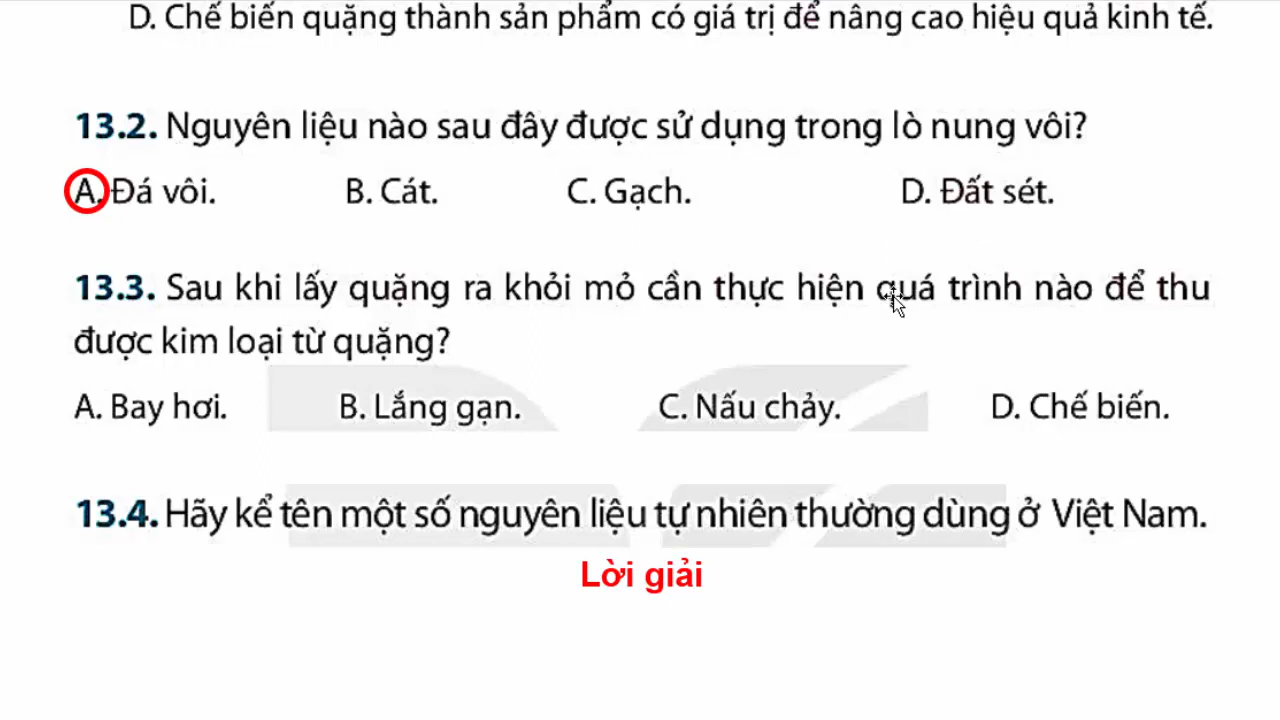 D. Chế biến quặng thành sản phẩm có giá trị để nâng cao hiệu quả kinh tế.
13.2. Nguyên liệu nào sau đây được sử dụng trong lò nung vôi?
A. Đá vôi. B. Cát. C. Gạch. D. Đất sét.
13.3. Sau khi lấy quặng ra khỏi mỏ cần thực hiện quá trình nào để thu
được kim loại từ quặng?
A. Bay hơi. B. Lắng gạn. C. Nấu chảy. D. Chế biến.
13.4. Hãy kể tên một số nguyên liệu tự nhiên thường dùng ở Việt Nam.
Lời giải